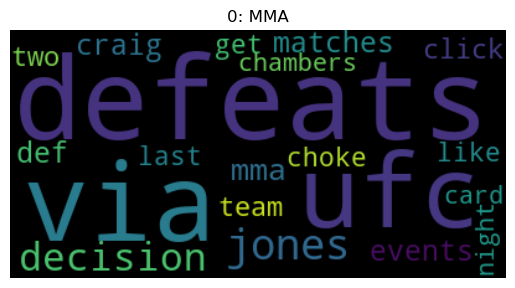 0: MMA
two craig get matches click
chambers
defeats
def last mma choke like
via team ufc card
decision jones events night